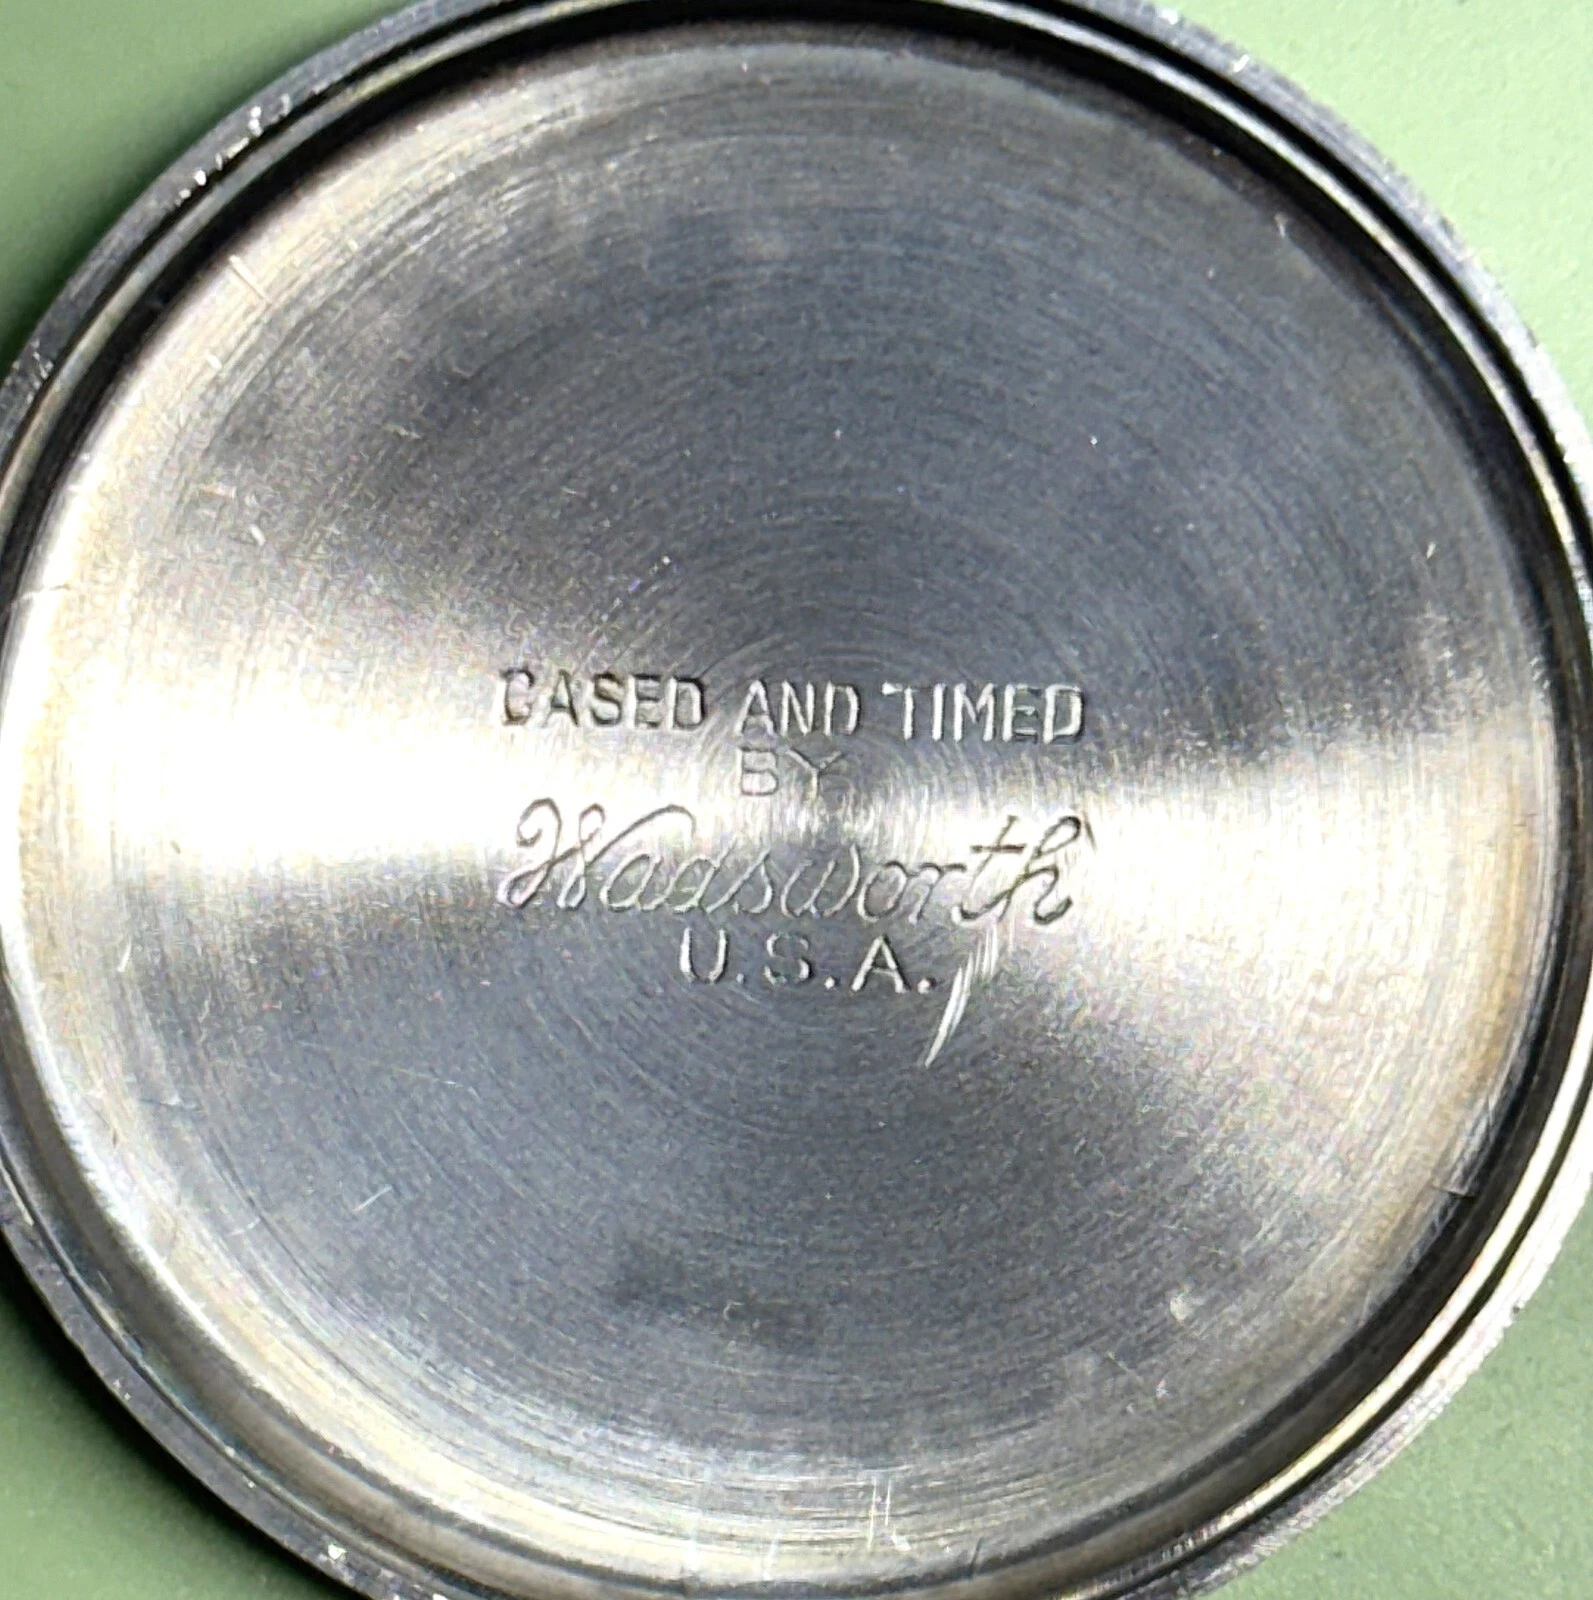 CASED AND TIMED
BY
Wadsworth
U.S.A.